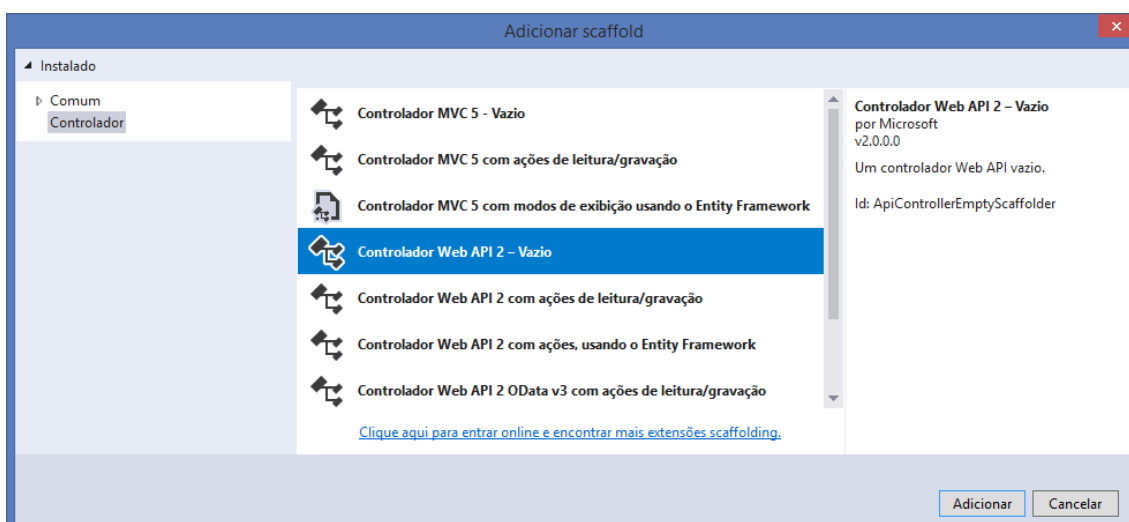 Adicionar scaffold
Instalado
Comum
Controlador
Controlador MVC 5 - Vazio
Controlador MVC 5 com ações de leitura/gravação
Controlador MVC 5 com modos de exibição usando o Entity Framework
Controlador Web API 2 – Vazio
Controlador Web API 2 com ações de leitura/gravação
Controlador Web API 2 com ações, usando o Entity Framework
Controlador Web API 2 OData v3 com ações de leitura/gravação
Clique aqui para entrar online e encontrar mais extensões scaffolding.
Controlador Web API 2 – Vazio
por Microsoft
v2.0.0.0
Um controlador Web API vazio.
Id: ApiControllerEmptyScaffolder
Adicionar
Cancelar